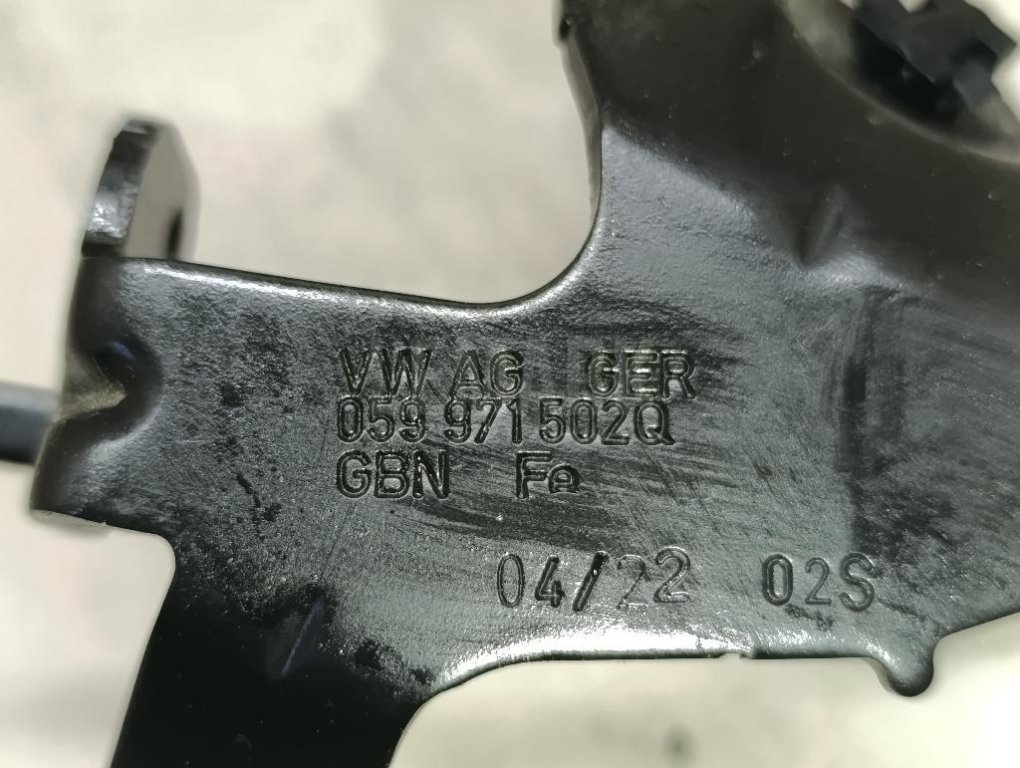 VW AG GER
059 971 502Q
GBN Fe
04/22 02S